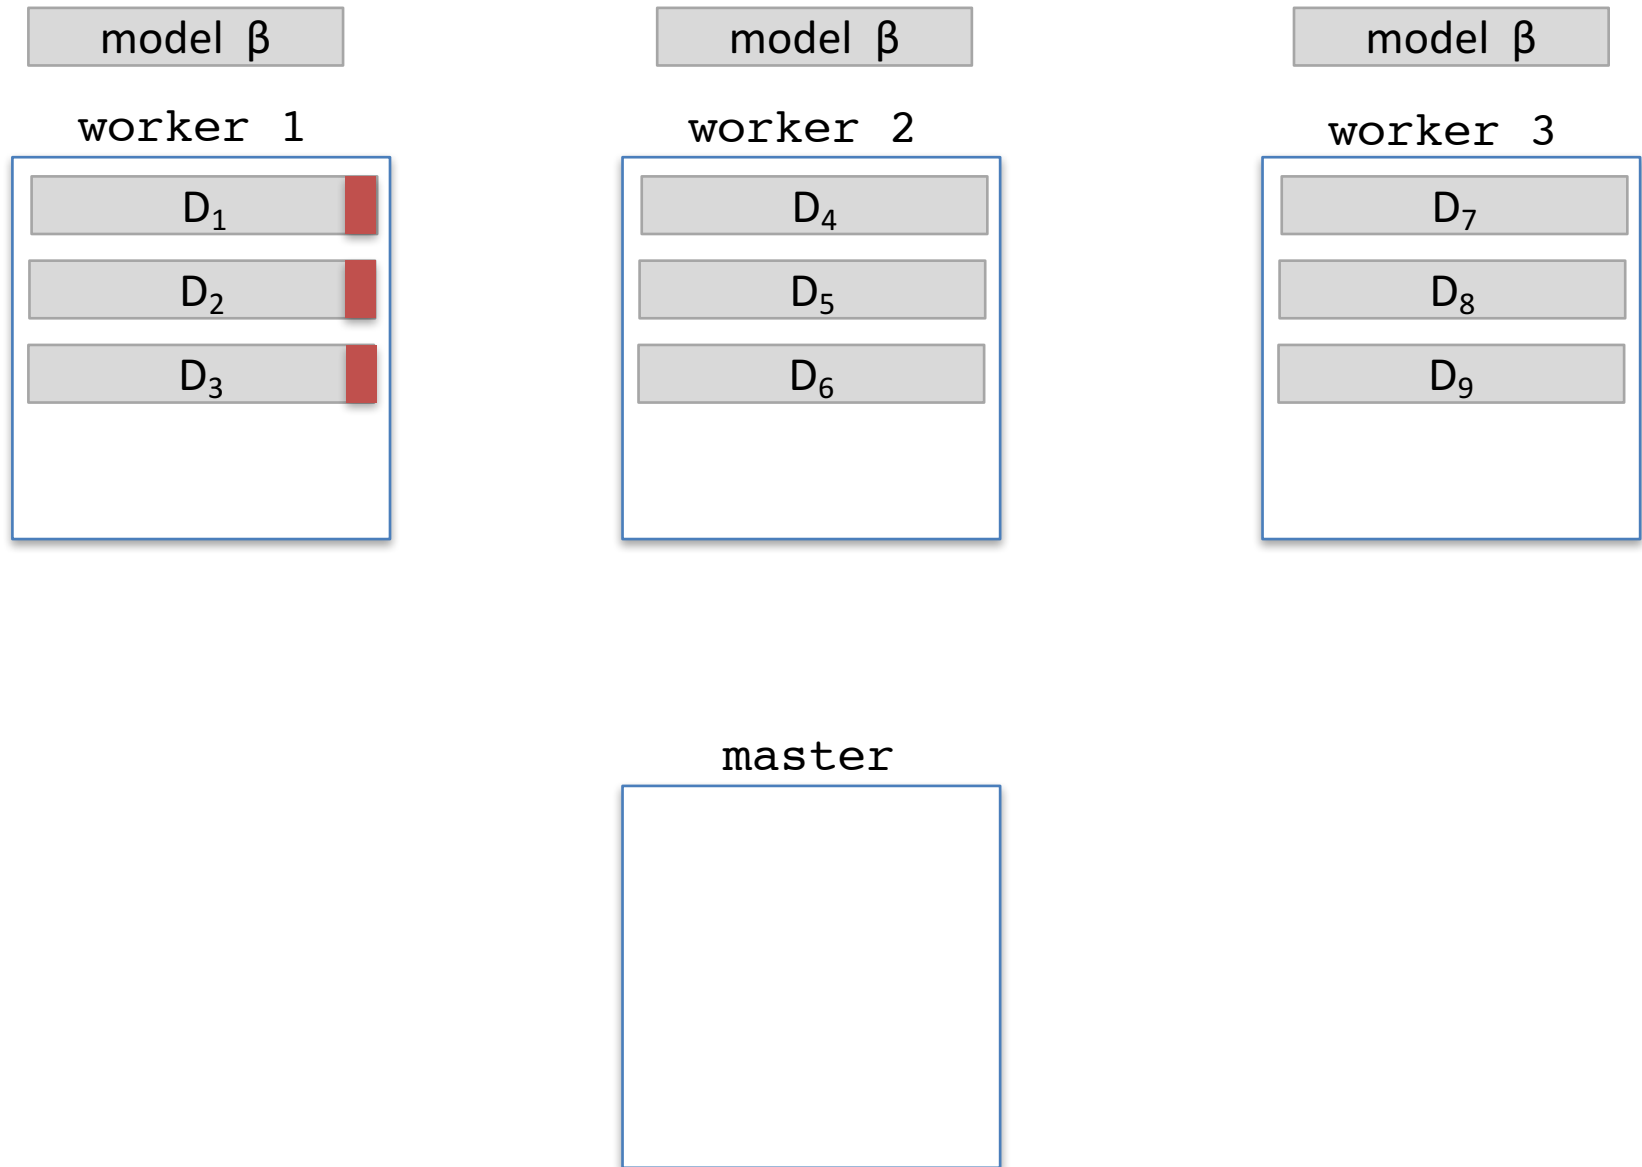 model β model β model β
worker 1 worker 2 worker 3
D₁ D₄ D₇
D₂ D₅ D₈
D₃ D₆ D₉
master